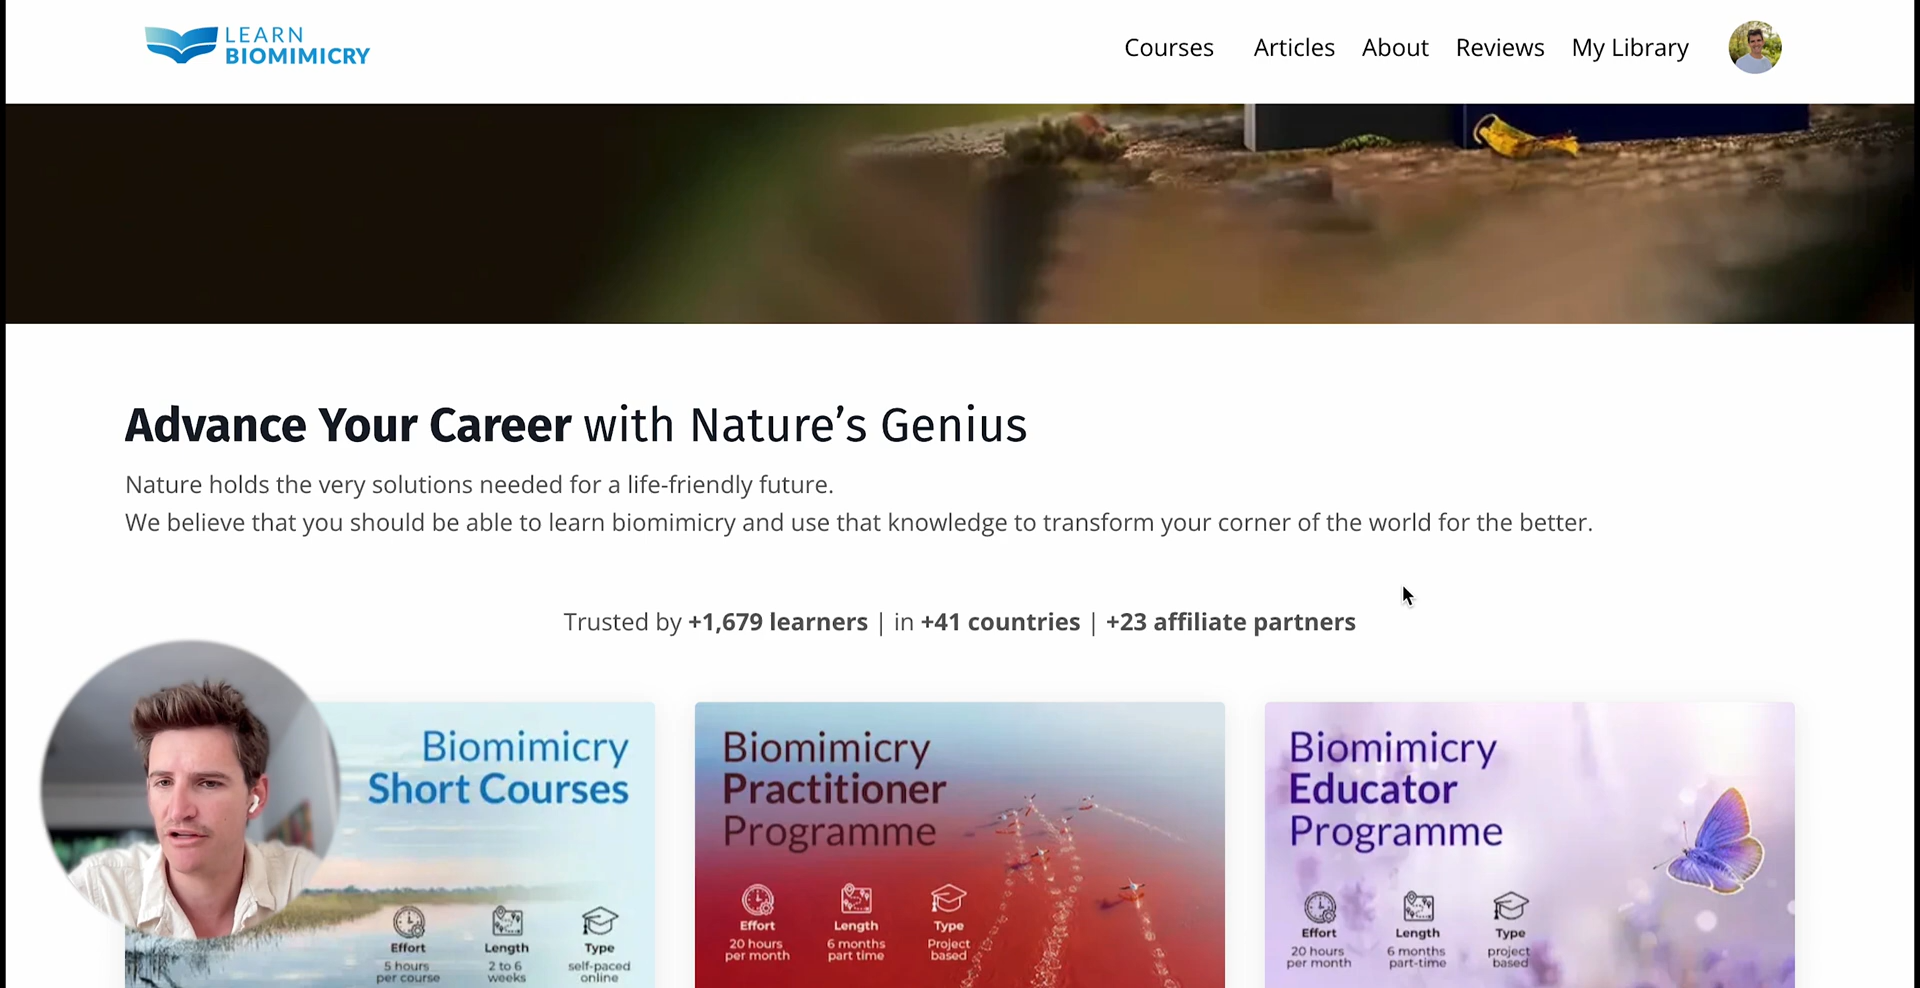 LEARN
BIOMIMICRY
Courses Articles About Reviews My Library
Advance Your Career with Nature’s Genius
Nature holds the very solutions needed for a life-friendly future.
We believe that you should be able to learn biomimicry and use that knowledge to transform your corner of the world for the better.
Trusted by +1,679 learners | in +41 countries | +23 affiliate partners
Biomimicry
Short Courses
Effort
5 hours
per course
Length
2 to 6
weeks
Type
self-paced
online
Biomimicry
Practitioner
Programme
Effort
20 hours
per month
Length
6 months
part time
Type
Project
based
Biomimicry
Educator
Programme
Effort
20 hours
per month
Length
6 months
part-time
Type
project
based